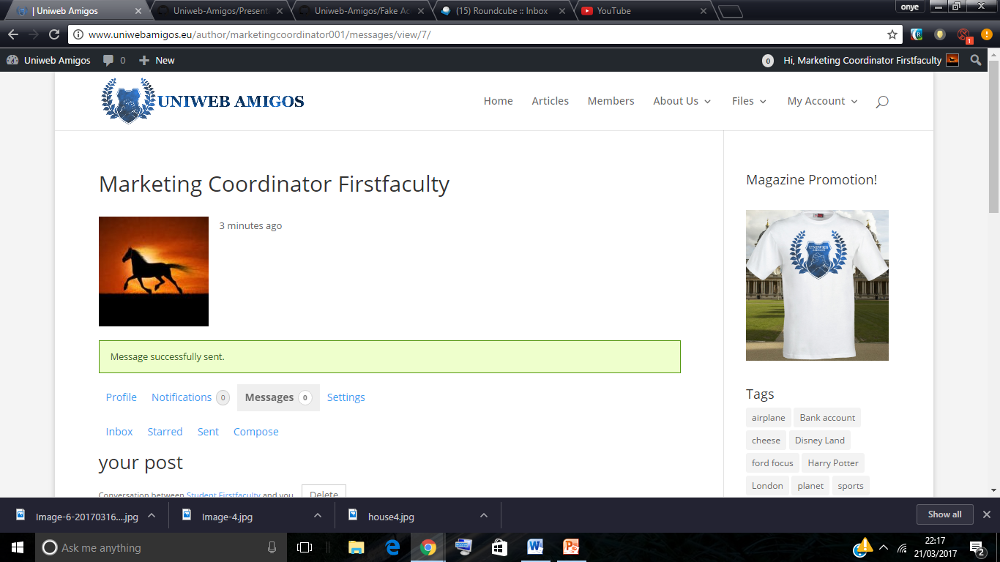 | Uniweb Amigos Uniweb-Amigos/Present Uniweb-Amigos/Fake Ac (15) Roundcube :: Inbox YouTube onye
www.uniwebamigos.eu/author/marketingcoordinator001/messages/view/7/ 1
Uniweb Amigos 0 New 0 Hi, Marketing Coordinator Firstfaculty
UNIWEB AMIGOS Home Articles Members About Us Files My Account
Marketing Coordinator Firstfaculty
3 minutes ago
Message successfully sent.
Profile Notifications 0 Messages 0 Settings
Inbox Starred Sent Compose
your post
Conversation between Student Firstfaculty and you. Delete
Magazine Promotion!
UNIWEB
AMIGOS
Tags
airplane Bank account
cheese Disney Land
ford focus Harry Potter
London planet sports
Image-6-20170316....jpg Image-4.jpg house4.jpg Show all
Ask me anything 22:17
21/03/2017 2